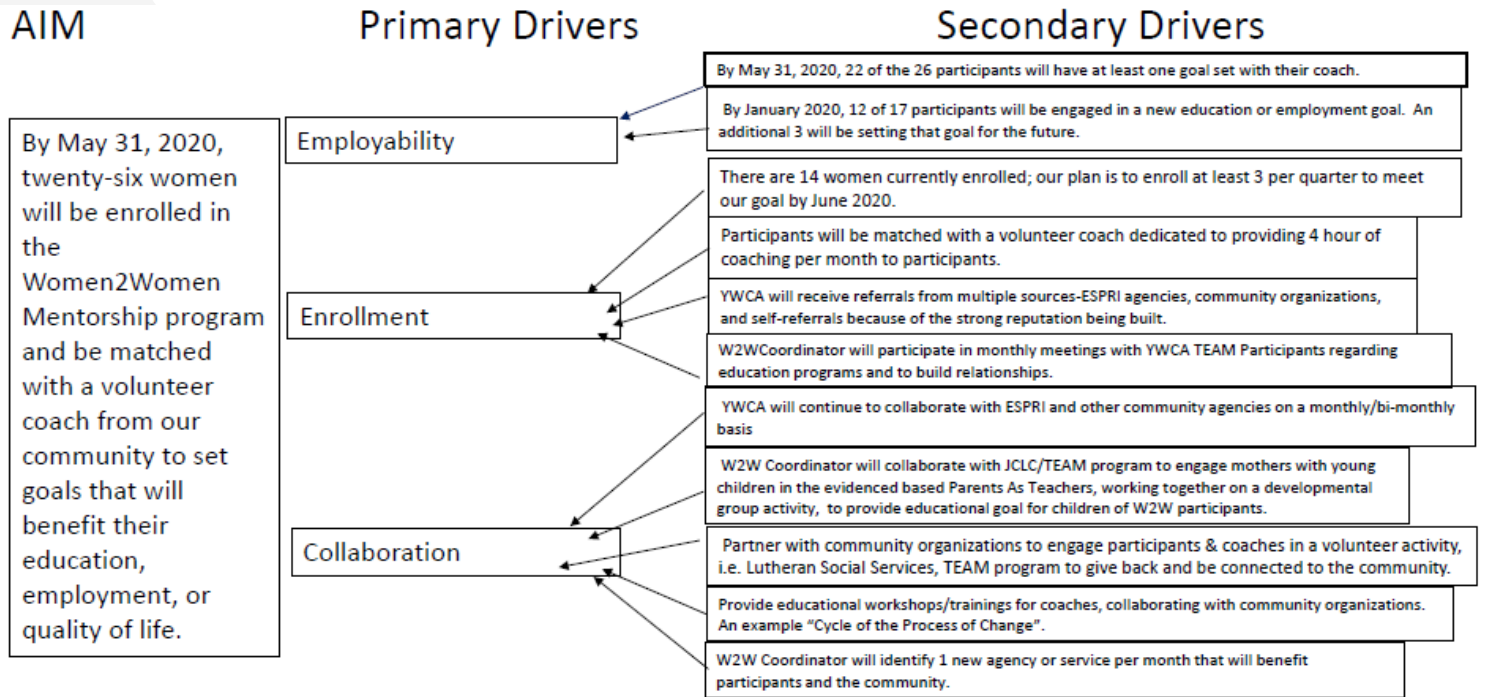 AIM
Primary Drivers
Secondary Drivers
By May 31, 2020,
twenty-six women
will be enrolled in
the
Women2Women
Mentorship program
and be matched
with a volunteer
coach from our
community to set
goals that will
benefit their
education,
employment, or
quality of life.
Employability
Enrollment
Collaboration
By May 31, 2020, 22 of the 26 participants will have at least one goal set with their coach.
By January 2020, 12 of 17 participants will be engaged in a new education or employment goal. An
additional 3 will be setting that goal for the future.
There are 14 women currently enrolled; our plan is to enroll at least 3 per quarter to meet
our goal by June 2020.
Participants will be matched with a volunteer coach dedicated to providing 4 hour of
coaching per month to participants.
YWCA will receive referrals from multiple sources-ESPRI agencies, community organizations,
and self-referrals because of the strong reputation being built.
W2WCoordinator will participate in monthly meetings with YWCA TEAM Participants regarding
education programs and to build relationships.
YWCA will continue to collaborate with ESPRI and other community agencies on a monthly/bi-monthly
basis
W2W Coordinator will collaborate with JCLC/TEAM program to engage mothers with young
children in the evidenced based Parents As Teachers, working together on a developmental
group activity, to provide educational goal for children of W2W participants.
Partner with community organizations to engage participants & coaches in a volunteer activity,
i.e. Lutheran Social Services, TEAM program to give back and be connected to the community.
Provide educational workshops/trainings for coaches, collaborating with community organizations.
An example “Cycle of the Process of Change”.
W2W Coordinator will identify 1 new agency or service per month that will benefit
participants and the community.